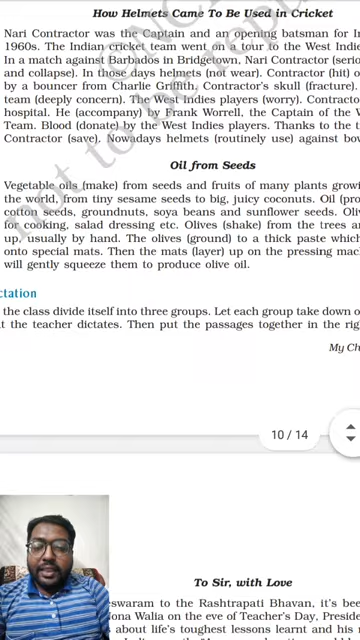 How Helmets Came To Be Used in Cricket
Nari Contractor was the Captain and an opening batsman for In
1960s. The Indian cricket team went on a tour to the West Indie
In a match against Barbados in Bridgetown, Nari Contractor (serio
and collapse). In those days helmets (not wear). Contractor (hit) o
by a bouncer from Charlie Griffith. Contractor's skull (fracture).
team (deeply concern). The West Indies players (worry). Contracto
hospital. He (accompany) by Frank Worrell, the Captain of the W
Team. Blood (donate) by the West Indies players. Thanks to the t
Contractor (save). Nowadays helmets (routinely use) against bow
Oil from Seeds
Vegetable oils (make) from seeds and fruits of many plants growi
the world, from tiny sesame seeds to big, juicy coconuts. Oil (pro
cotton seeds, groundnuts, soya beans and sunflower seeds. Oliv
for cooking, salad dressing etc. Olives (shake) from the trees a
up, usually by hand. The olives (ground) to a thick paste which
onto special mats. Then the mats (layer) up on the pressing mac
will gently squeeze them to produce olive oil.
ctation
the class divide itself into three groups. Let each group take down o
t the teacher dictates. Then put the passages together in the rig
My Ch
10 / 14
To Sir, with Love
eswaram to the Rashtrapati Bhavan, it's bee
ona Walia on the eve of Teacher's Day, Presid
about life's toughest lessons learnt and his